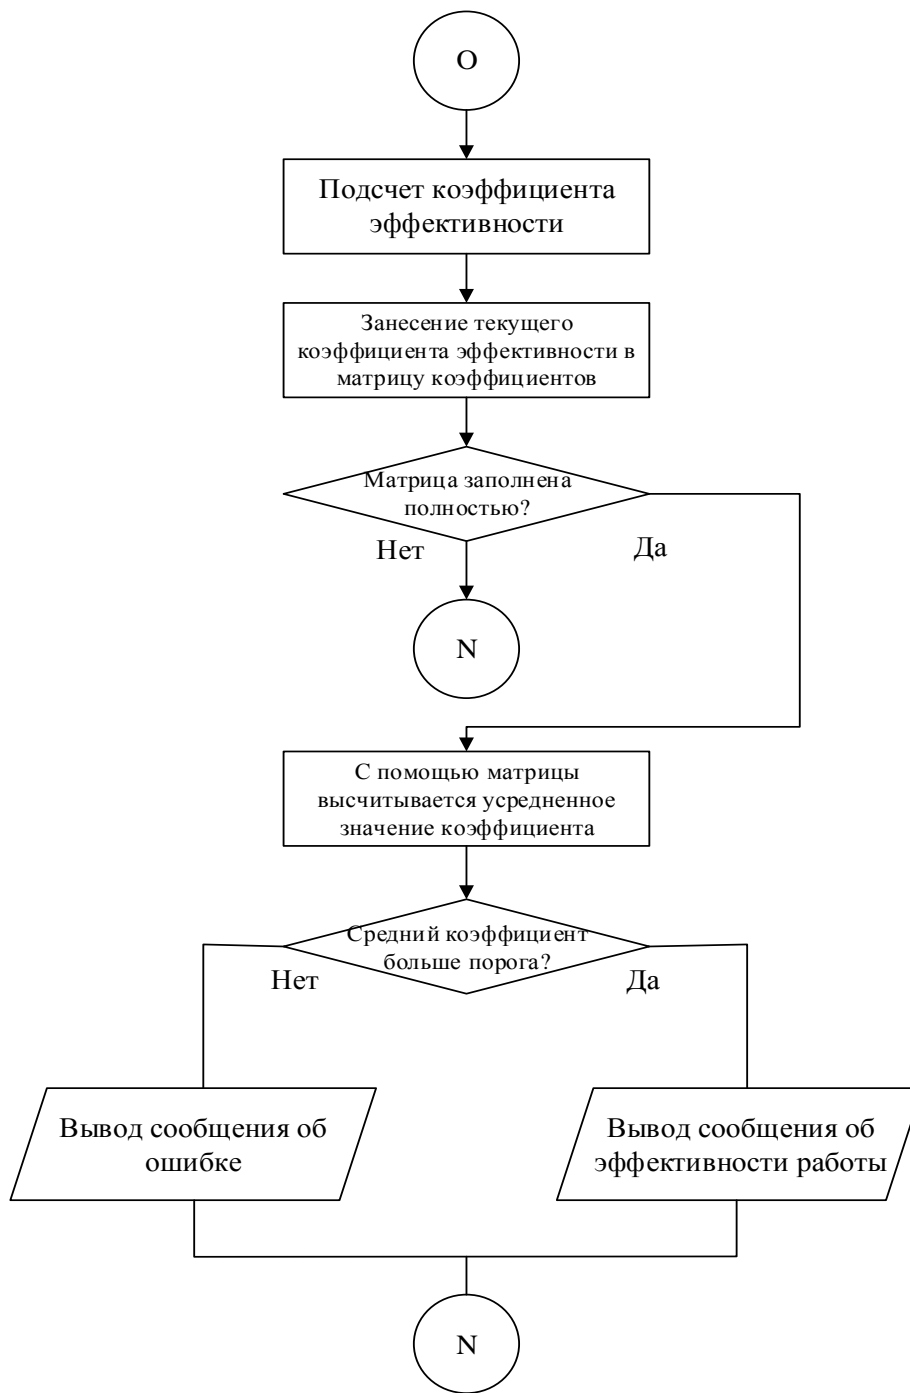 O
Подсчет коэффициента
эффективности
Занесение текущего
коэффициента эффективности в
матрицу коэффициентов
Матрица заполнена
полностью?
Нет
Да
N
С помощью матрицы
высчитывается усредненное
значение коэффициента
Средний коэффициент
больше порога?
Нет
Да
Вывод сообщения об
ошибке
Вывод сообщения об
эффективности работы
N